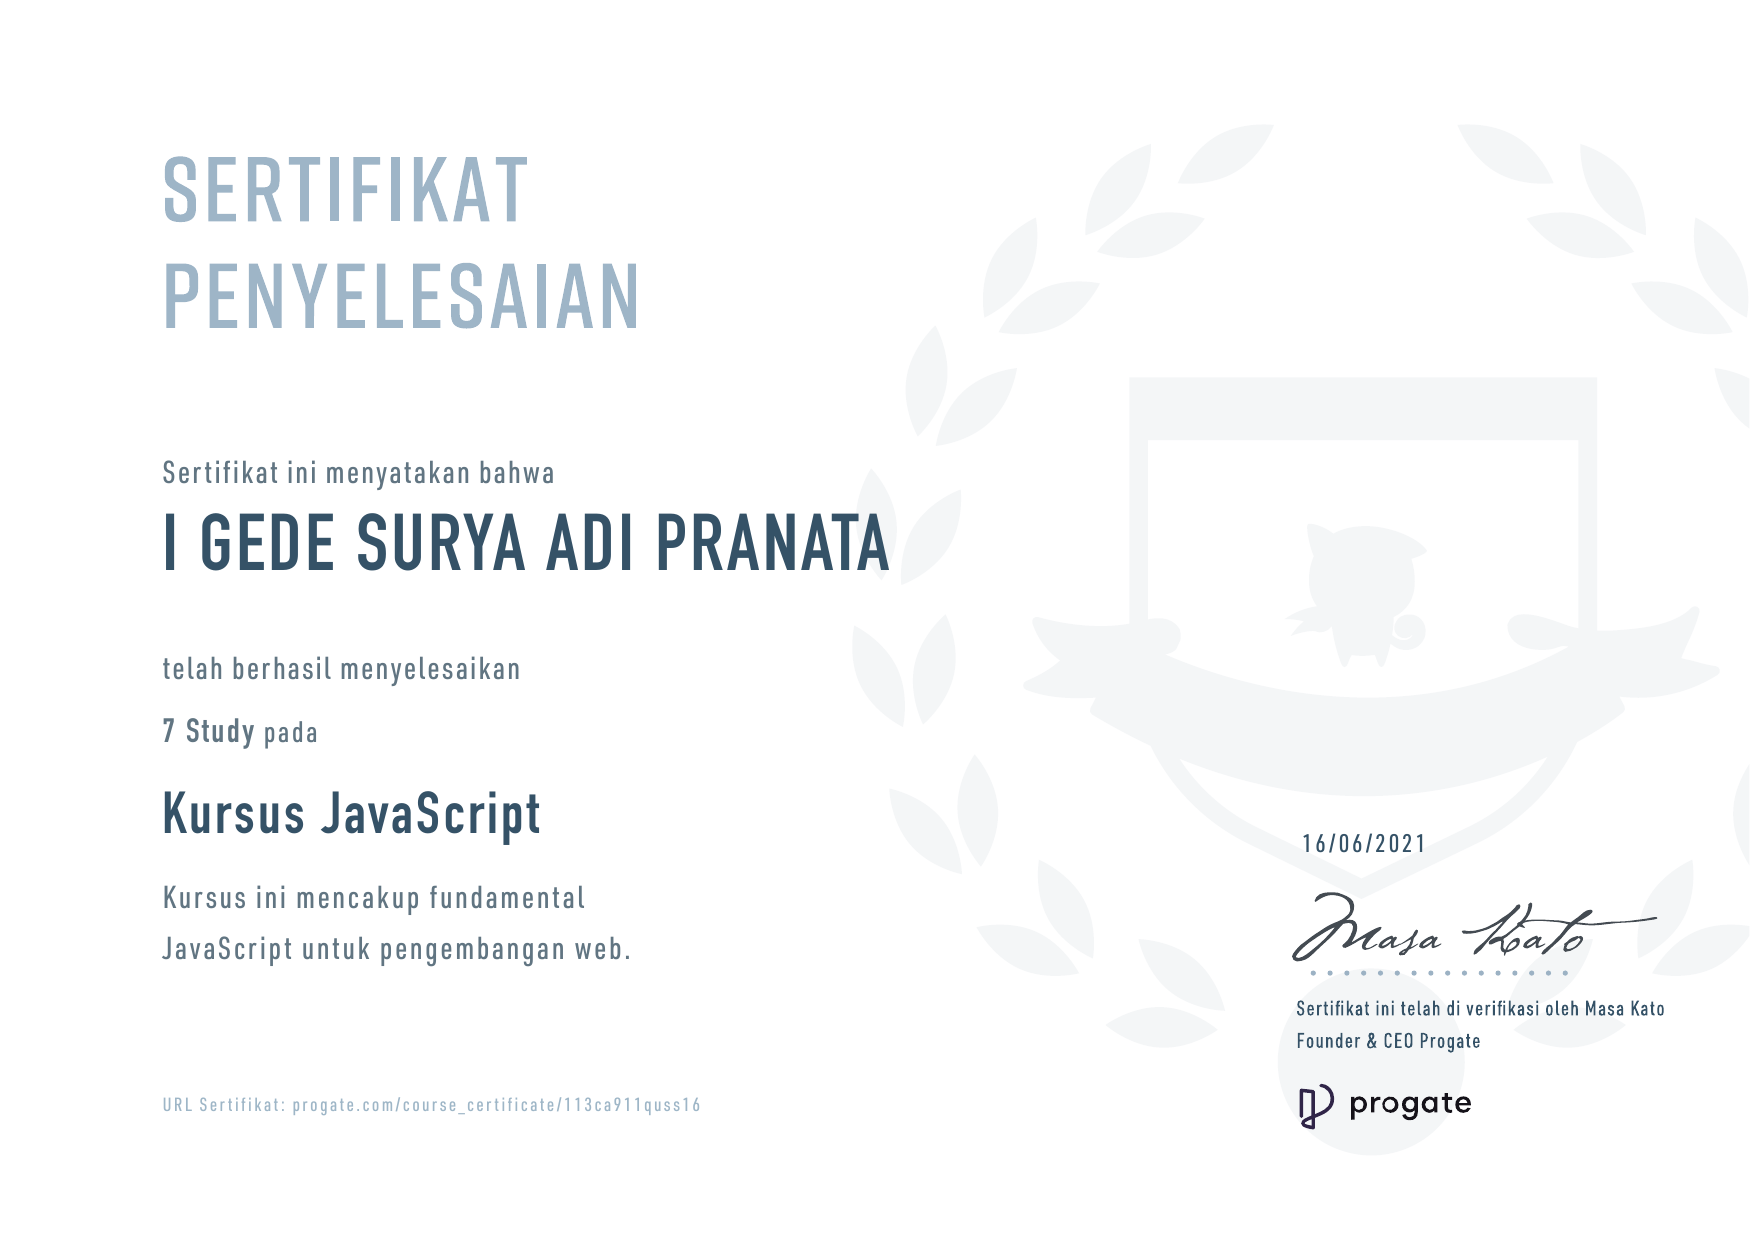 SERTIFIKAT
PENYELESAIAN
Sertifikat ini menyatakan bahwa
I GEDE SURYA ADI PRANATA
telah berhasil menyelesaikan
7 Study pada
Kursus JavaScript
Kursus ini mencakup fundamental
JavaScript untuk pengembangan web.
16/06/2021
Masa Kato
Sertifikat ini telah di verifikasi oleh Masa Kato
Founder & CEO Progate
URL Sertifikat: progate.com/course_certificate/113ca911quss16
progate